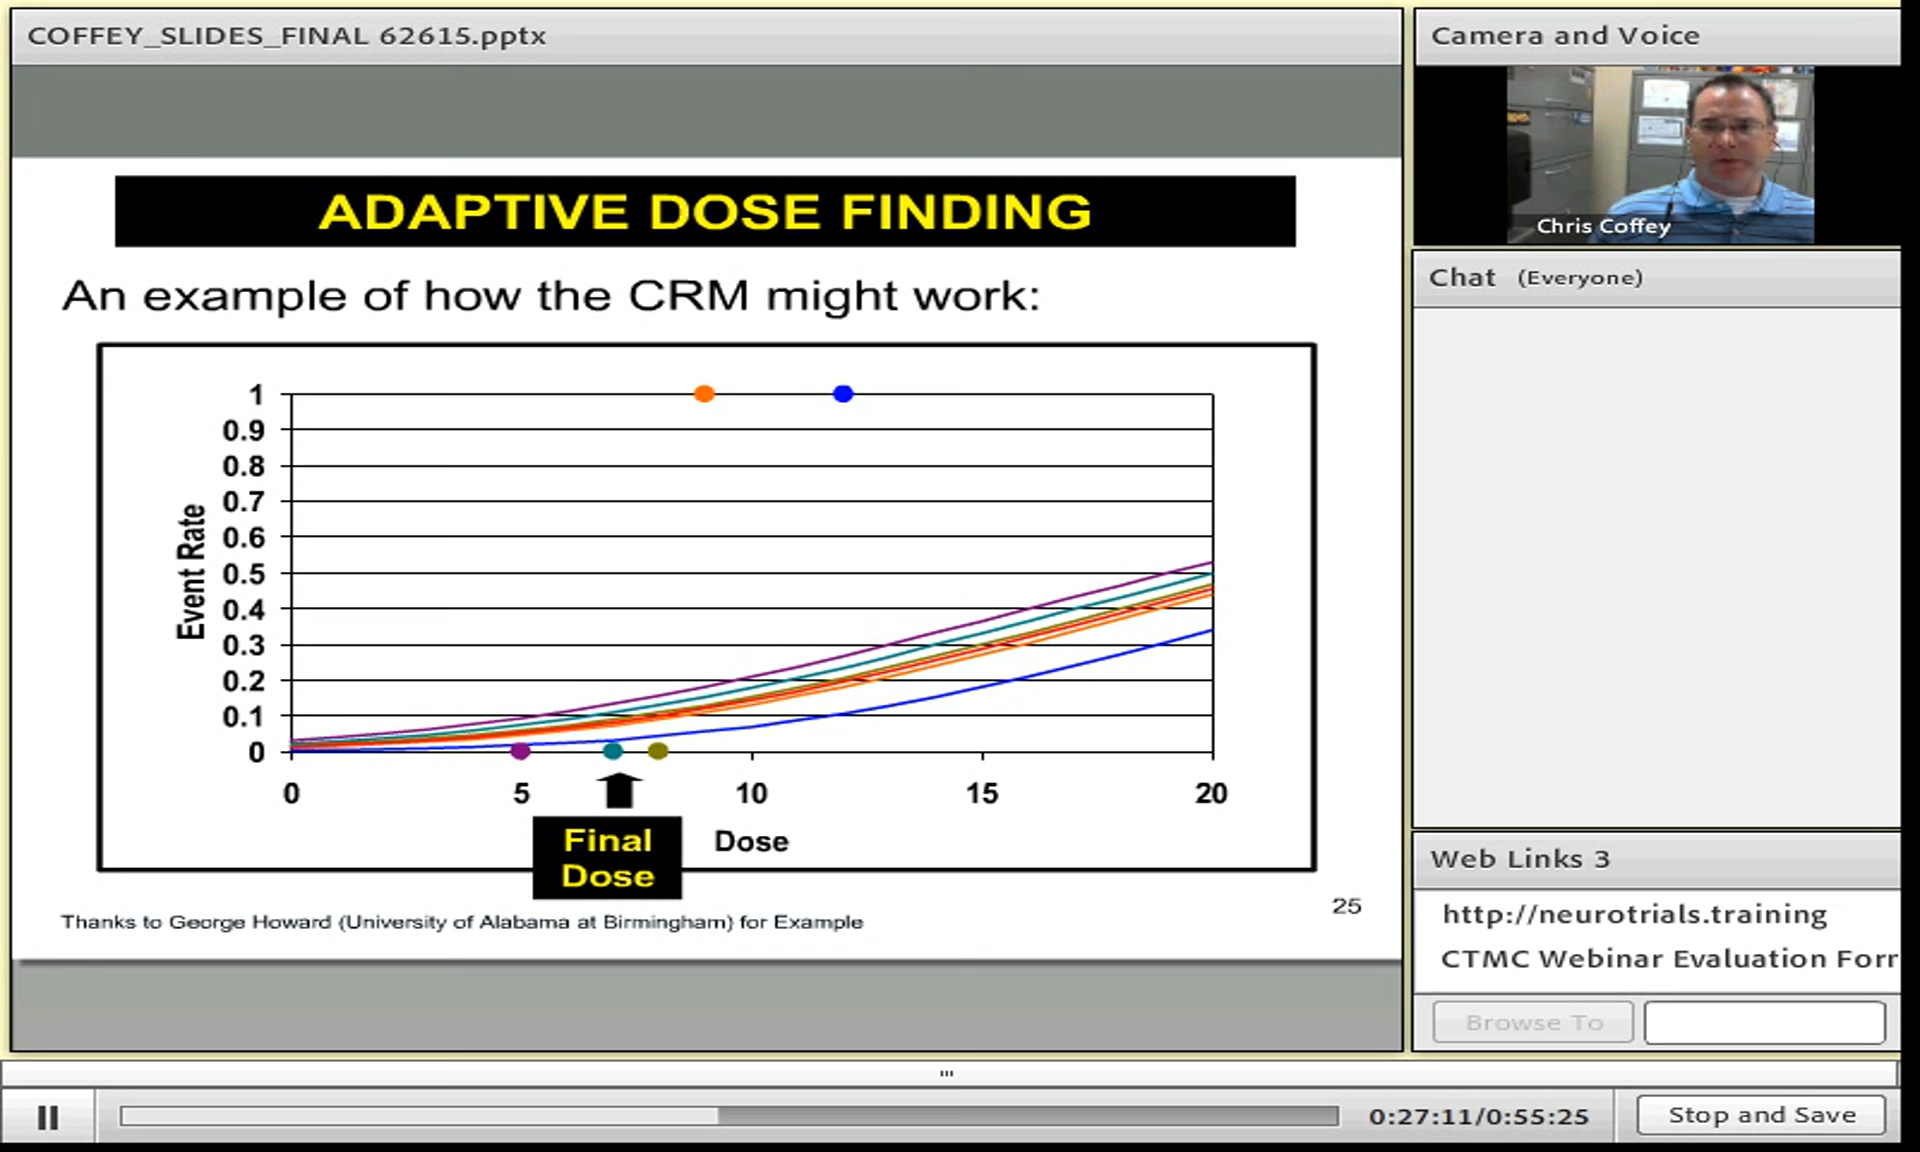 COFFEY_SLIDES_FINAL 62615.pptx
ADAPTIVE DOSE FINDING
An example of how the CRM might work:
1
0.9
0.8
0.7
0.6
0.5
0.4
0.3
0.2
0.1
0
Event Rate
0 5 10 15 20
Dose
Final
Dose
Thanks to George Howard (University of Alabama at Birmingham) for Example
25
Camera and Voice
Chris Coffey
Chat (Everyone)
Web Links 3
http://neurotrials.training
CTMC Webinar Evaluation Forr
Browse To
0:27:11/0:55:25
Stop and Save